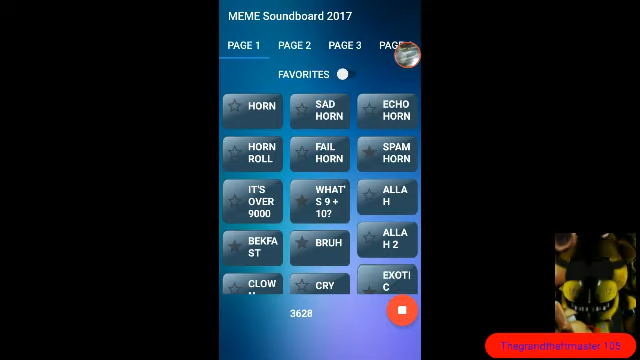 MEME Soundboard 2017
PAGE 1 PAGE 2 PAGE 3 PAGE
FAVORITES
HORN
SAD
HORN
ECHO
HORN
HORN
ROLL
FAIL
HORN
SPAM
HORN
IT'S
OVER
9000
WHAT'
S 9 +
10?
ALLA
H
BEKFA
ST
BRUH
ALLA
H 2
CLOW
CRY
EXOTI
C
3628
Thegrandtheftmaster 105